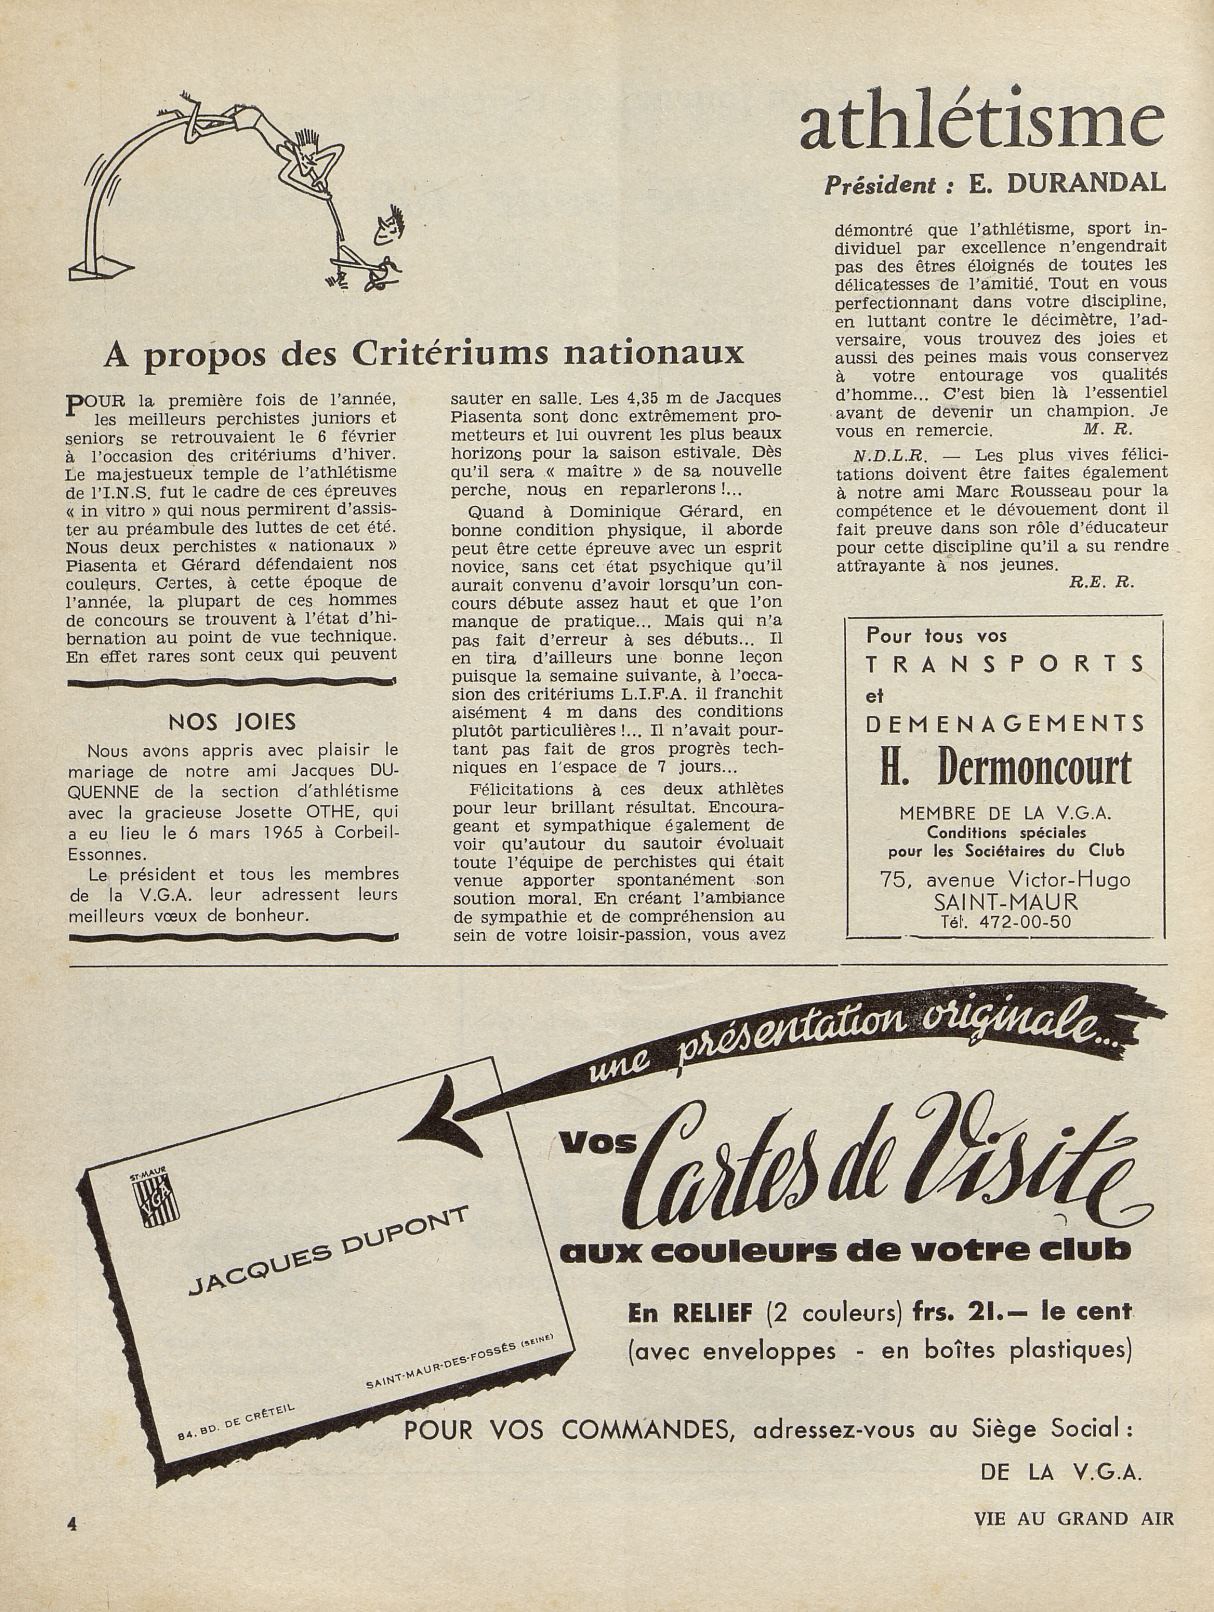 athlétisme
Président : E. DURANDAL
A propos des Critériums nationaux
POUR la première fois de l'année,
les meilleurs perchistes juniors et
seniors se retrouvaient le 6 février
à l'occasion des critériums d'hiver.
Le majestueux temple de l'athlétisme
de l'I.N.S. fut le cadre de ces épreuves
« in vitro » qui nous permirent d'assis-
ter au préambule des luttes de cet été.
Nous deux perchistes « nationaux »
Piasenta et Gérard défendaient nos
couleurs. Certes, à cette époque de
l'année, la plupart de ces hommes
de concours se trouvent à l'état d'hi-
bernation au point de vue technique.
En effet rares sont ceux qui peuvent
sauter en salle. Les 4,35 m de Jacques
Piasenta sont donc extrêmement pro-
metteurs et lui ouvrent les plus beaux
horizons pour la saison estivale. Dès
qu'il sera « maître » de sa nouvelle
perche, nous en reparlerons !...
Quand à Dominique Gérard, en
bonne condition physique, il aborde
peut être cette épreuve avec un esprit
novice, sans cet état psychique qu'il
aurait convenu d'avoir lorsqu'un con-
cours débute assez haut et que l'on
manque de pratique... Mais qui n'a
pas fait d'erreur à ses débuts... Il
en tira d'ailleurs une bonne leçon
puisque la semaine suivante, à l'occa-
sion des critériums L.I.F.A. il franchit
aisément 4 m dans des conditions
plutôt particulières !... Il n'avait pour-
tant pas fait de gros progrès tech-
niques en l'espace de 7 jours...
Félicitations à ces deux athlètes
pour leur brillant résultat. Encoura-
geant et sympathique également de
voir qu'autour du sautoir évoluait
toute l'équipe de perchistes qui était
venue apporter spontanément son
soution moral. En créant l'ambiance
de sympathie et de compréhension au
sein de votre loisir-passion, vous avez
démontré que l'athlétisme, sport in-
dividuel par excellence n'engendrait
pas des êtres éloignés de toutes les
délicatesses de l'amitié. Tout en vous
perfectionnant dans votre discipline,
en luttant contre le décimètre, l'ad-
versaire, vous trouvez des joies et
aussi des peines mais vous conservez
à votre entourage vos qualités
d'homme... C'est bien là l'essentiel
avant de devenir un champion. Je
vous en remercie. M. R.
N.D.L.R. — Les plus vives félici-
tations doivent être faites également
à notre ami Marc Rousseau pour la
compétence et le dévouement dont il
fait preuve dans son rôle d'éducateur
pour cette discipline qu'il a su rendre
attrayante à nos jeunes.
R.E. R.
NOS JOIES
Nous avons appris avec plaisir le
mariage de notre ami Jacques DU-
QUENNE de la section d'athlétisme
avec la gracieuse Josette OTHE, qui
a eu lieu le 6 mars 1965 à Corbeil-
Essonnes.
Le président et tous les membres
de la V.G.A. leur adressent leurs
meilleurs vœux de bonheur.
Pour tous vos
TRANSPORTS
et
DEMENAGEMENTS
H. Dermoncourt
MEMBRE DE LA V.G.A.
Conditions spéciales
pour les Sociétaires du Club
75, avenue Victor-Hugo
SAINT-MAUR
Tél. 472-00-50
une présentation originale...
vos Cartes de Visite
aux couleurs de votre club
ST-MAUR
V.G.A
JACQUES DUPONT
84, BD. DE CRÉTEIL
SAINT-MAUR-DES-FOSSÉS (SEINE)
En RELIEF (2 couleurs) frs. 21.— le cent
(avec enveloppes - en boîtes plastiques)
POUR VOS COMMANDES, adressez-vous au Siège Social :
DE LA V.G.A.
4
VIE AU GRAND AIR